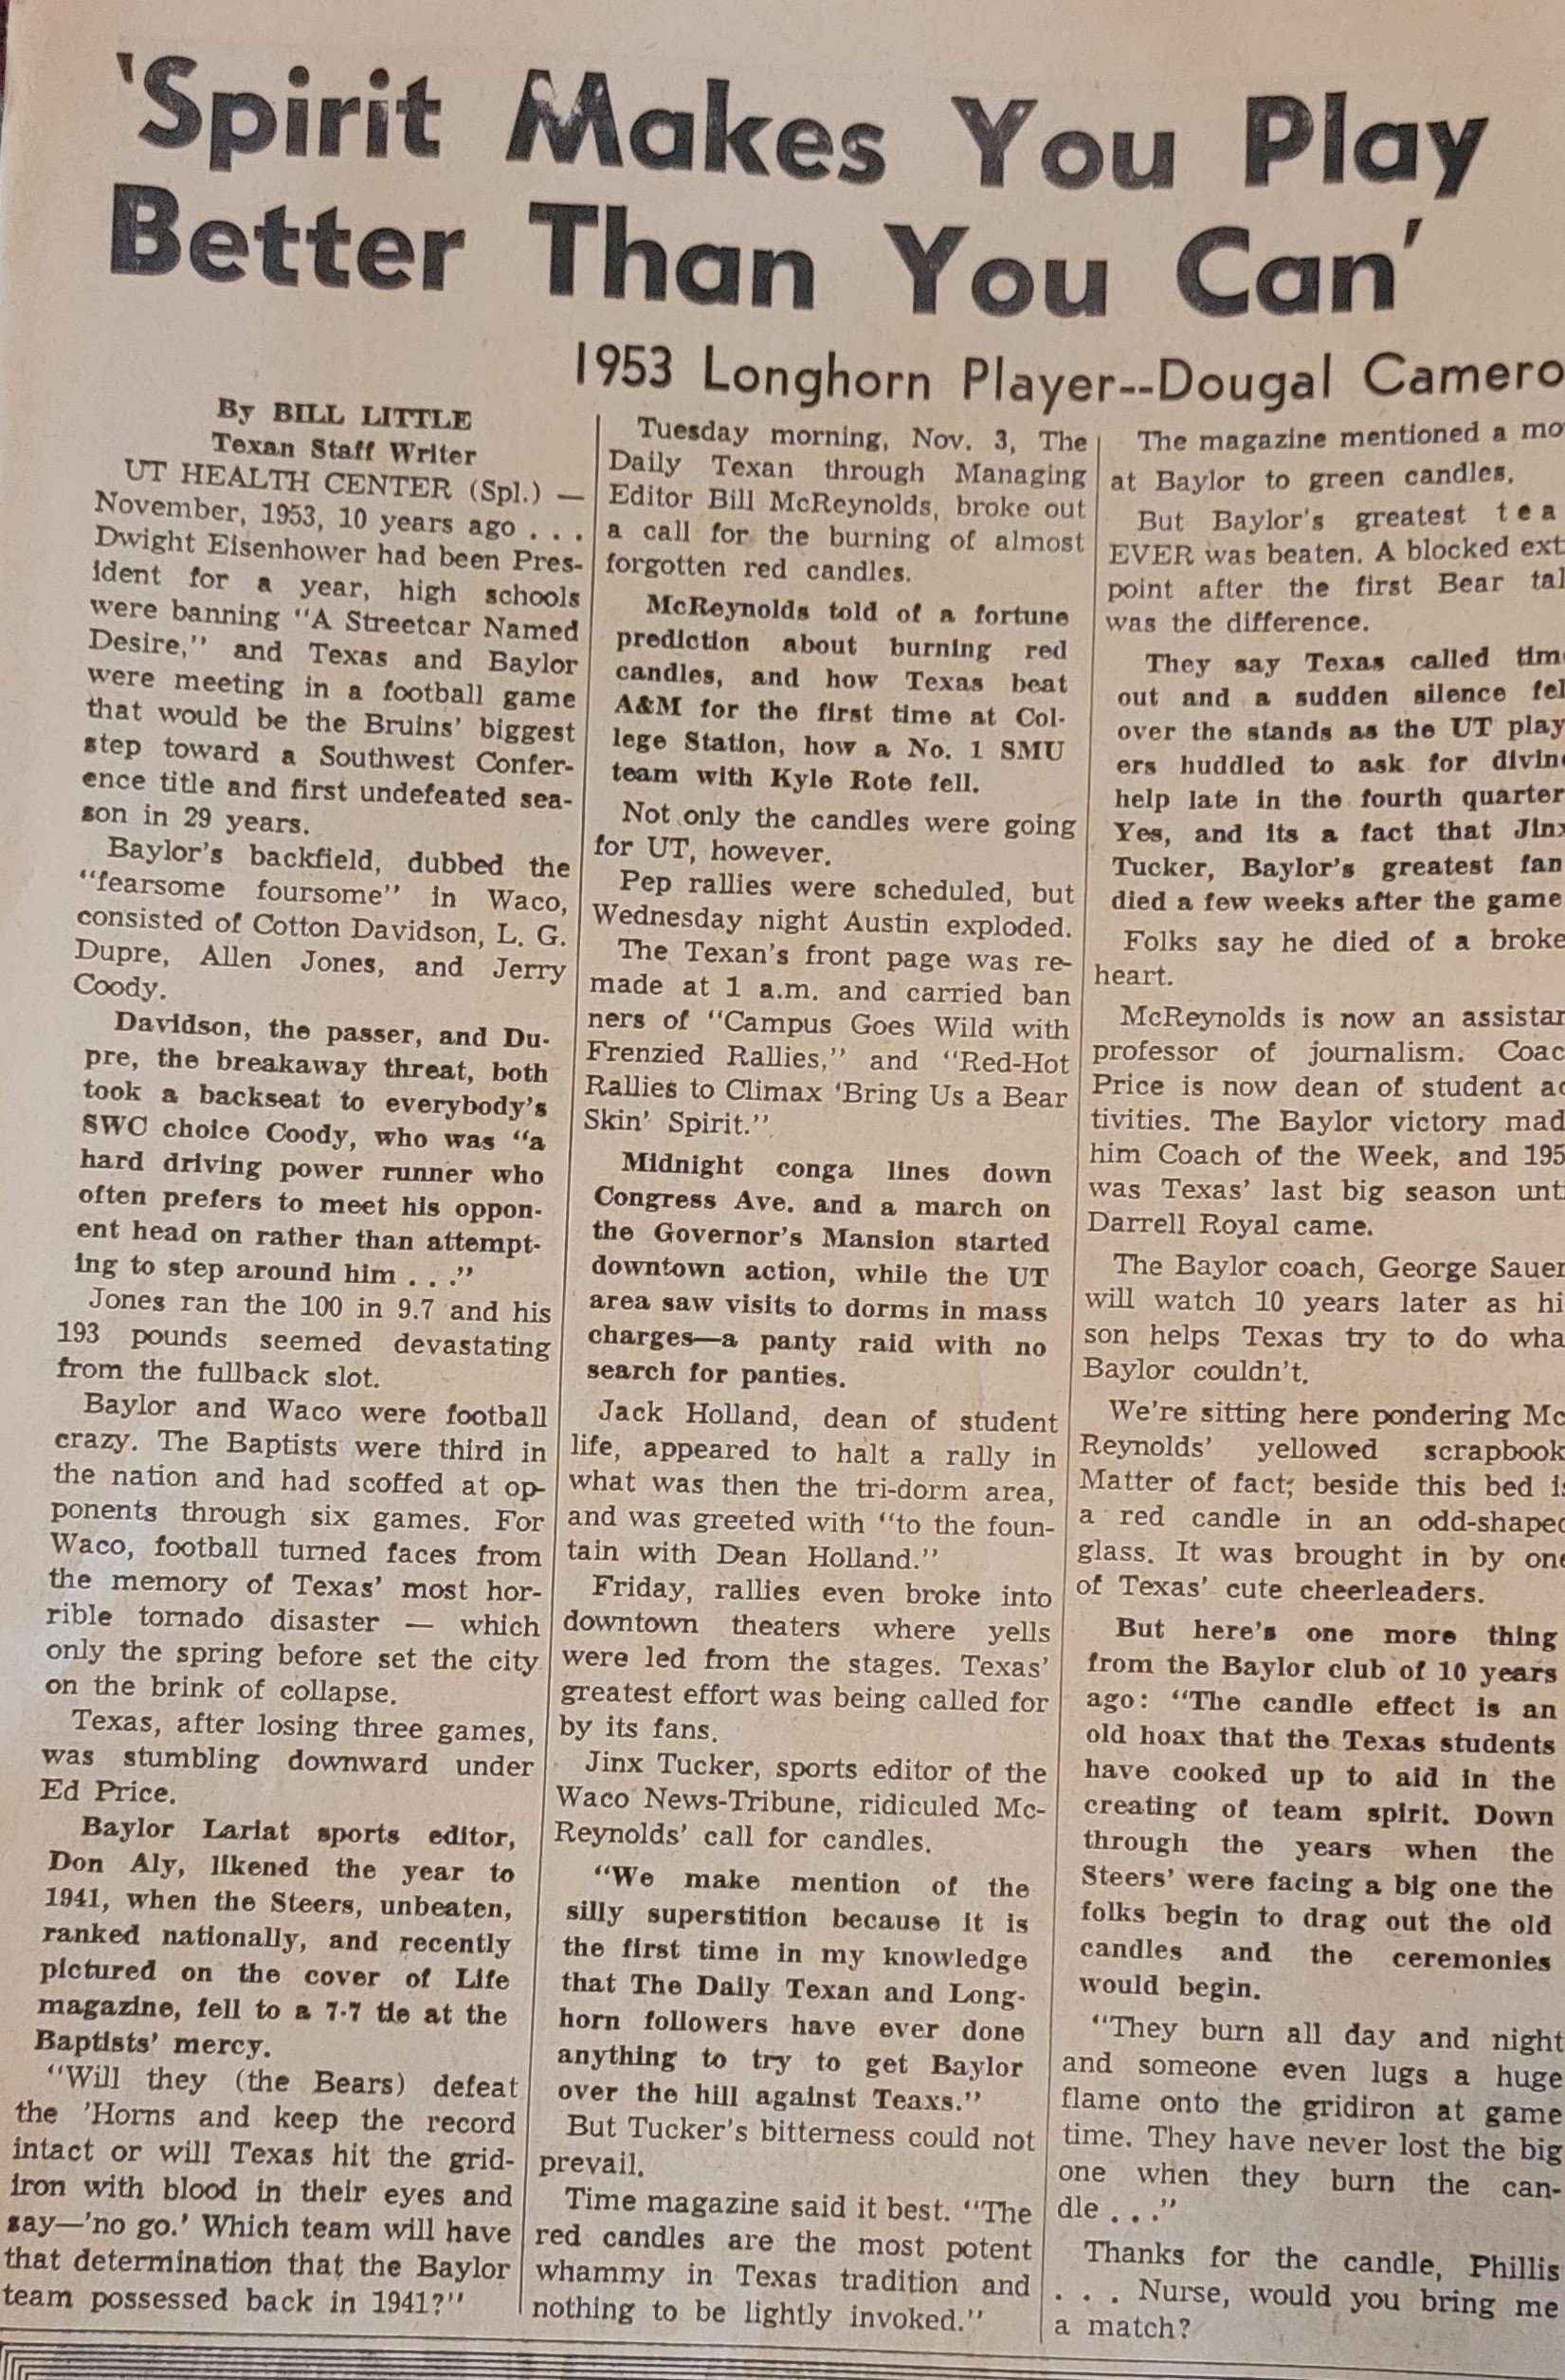 'Spirit Makes You Play
Better Than You Can'
1953 Longhorn Player--Dougal Camero
By BILL LITTLE
Texan Staff Writer
UT HEALTH CENTER (Spl.) —
November, 1953, 10 years ago . . .
Dwight Eisenhower had been Pres-
ident for a year, high schools
were banning "A Streetcar Named
Desire," and Texas and Baylor
were meeting in a football game
that would be the Bruins' biggest
step toward a Southwest Confer-
ence title and first undefeated sea-
son in 29 years.
Baylor's backfield, dubbed the
"fearsome foursome" in Waco,
consisted of Cotton Davidson, L. G.
Dupre, Allen Jones, and Jerry
Coody.
Davidson, the passer, and Du-
pre, the breakaway threat, both
took a backseat to everybody's
SWC choice Coody, who was "a
hard driving power runner who
often prefers to meet his oppon-
ent head on rather than attempt-
ing to step around him . . ."
Jones ran the 100 in 9.7 and his
193 pounds seemed devastating
from the fullback slot.
Baylor and Waco were football
crazy. The Baptists were third in
the nation and had scoffed at op-
ponents through six games. For
Waco, football turned faces from
the memory of Texas' most hor-
rible tornado disaster — which
only the spring before set the city
on the brink of collapse.
Texas, after losing three games,
was stumbling downward under
Ed Price.
Baylor Lariat sports editor,
Don Aly, likened the year to
1941, when the Steers, unbeaten,
ranked nationally, and recently
pictured on the cover of Life
magazine, fell to a 7-7 tie at the
Baptists' mercy.
"Will they (the Bears) defeat
the 'Horns and keep the record
intact or will Texas hit the grid-
iron with blood in their eyes and
say—'no go.' Which team will have
that determination that the Baylor
team possessed back in 1941?"
Tuesday morning, Nov. 3, The
Daily Texan through Managing
Editor Bill McReynolds, broke out
a call for the burning of almost
forgotten red candles.
McReynolds told of a fortune
prediction about burning red
candles, and how Texas beat
A&M for the first time at Col-
lege Station, how a No. 1 SMU
team with Kyle Rote fell.
Not only the candles were going
for UT, however.
Pep rallies were scheduled, but
Wednesday night Austin exploded.
The Texan's front page was re-
made at 1 a.m. and carried ban
ners of "Campus Goes Wild with
Frenzied Rallies," and "Red-Hot
Rallies to Climax 'Bring Us a Bear
Skin' Spirit."
Midnight conga lines down
Congress Ave. and a march on
the Governor's Mansion started
downtown action, while the UT
area saw visits to dorms in mass
charges—a panty raid with no
search for panties.
Jack Holland, dean of student
life, appeared to halt a rally in
what was then the tri-dorm area,
and was greeted with "to the foun-
tain with Dean Holland."
Friday, rallies even broke into
downtown theaters where yells
were led from the stages. Texas'
greatest effort was being called for
by its fans.
Jinx Tucker, sports editor of the
Waco News-Tribune, ridiculed Mc-
Reynolds' call for candles.
"We make mention of the
silly superstition because it is
the first time in my knowledge
that The Daily Texan and Long-
horn followers have ever done
anything to try to get Baylor
over the hill against Teaxs."
But Tucker's bitterness could not
prevail.
Time magazine said it best. "The
red candles are the most potent
whammy in Texas tradition and
nothing to be lightly invoked."
The magazine mentioned a mo
at Baylor to green candles.
But Baylor's greatest tea
EVER was beaten. A blocked ext
point after the first Bear tal
was the difference.
They say Texas called tim
out and a sudden silence fel
over the stands as the UT play
ers huddled to ask for divin
help late in the fourth quarter
Yes, and its a fact that Jinx
Tucker, Baylor's greatest fan
died a few weeks after the game
Folks say he died of a broke
heart.
McReynolds is now an assistan
professor of journalism. Coac
Price is now dean of student ac
tivities. The Baylor victory mad
him Coach of the Week, and 195
was Texas' last big season unti
Darrell Royal came.
The Baylor coach, George Sauer
will watch 10 years later as hi
son helps Texas try to do wha
Baylor couldn't.
We're sitting here pondering Mc
Reynolds' yellowed scrapbook
Matter of fact; beside this bed is
a red candle in an odd-shaped
glass. It was brought in by one
of Texas' cute cheerleaders.
But here's one more thing
from the Baylor club of 10 years
ago: "The candle effect is an
old hoax that the Texas students
have cooked up to aid in the
creating of team spirit. Down
through the years when the
Steers' were facing a big one the
folks begin to drag out the old
candles and the ceremonies
would begin.
"They burn all day and night
and someone even lugs a huge
flame onto the gridiron at game
time. They have never lost the big
one when they burn the can-
dle . . ."
Thanks for the candle, Phillis
. . . Nurse, would you bring me
a match?